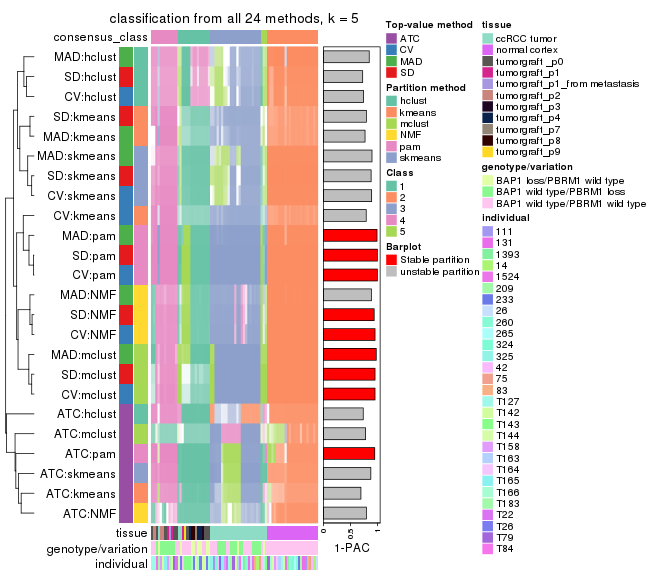 classification from all 24 methods, k = 5
consensus_class
MAD:hclust
SD:hclust
CV:hclust
SD:kmeans
MAD:kmeans
MAD:skmeans
SD:skmeans
CV:skmeans
CV:kmeans
MAD:pam
SD:pam
CV:pam
MAD:NMF
SD:NMF
CV:NMF
MAD:mclust
SD:mclust
CV:mclust
ATC:hclust
ATC:mclust
ATC:pam
ATC:skmeans
ATC:kmeans
ATC:NMF
tissue
genotype/variation
individual
0
0.5
1
1-PAC
Top-value method
ATC
CV
MAD
SD
Partition method
hclust
kmeans
mclust
NMF
pam
skmeans
Class
1
2
3
4
5
Barplot
Stable partition
unstable partition
tissue
ccRCC tumor
normal cortex
tumorgraft_p0
tumorgraft_p1
tumorgraft_p1_from metastasis
tumorgraft_p2
tumorgraft_p3
tumorgraft_p4
tumorgraft_p7
tumorgraft_p8
tumorgraft_p9
genotype/variation
BAP1 loss/PBRM1 wild type
BAP1 wild type/PBRM1 loss
BAP1 wild type/PBRM1 wild type
individual
111
131
1393
14
1524
209
233
26
260
265
324
325
42
75
83
T127
T142
T143
T144
T158
T163
T164
T165
T166
T183
T22
T26
T79
T84